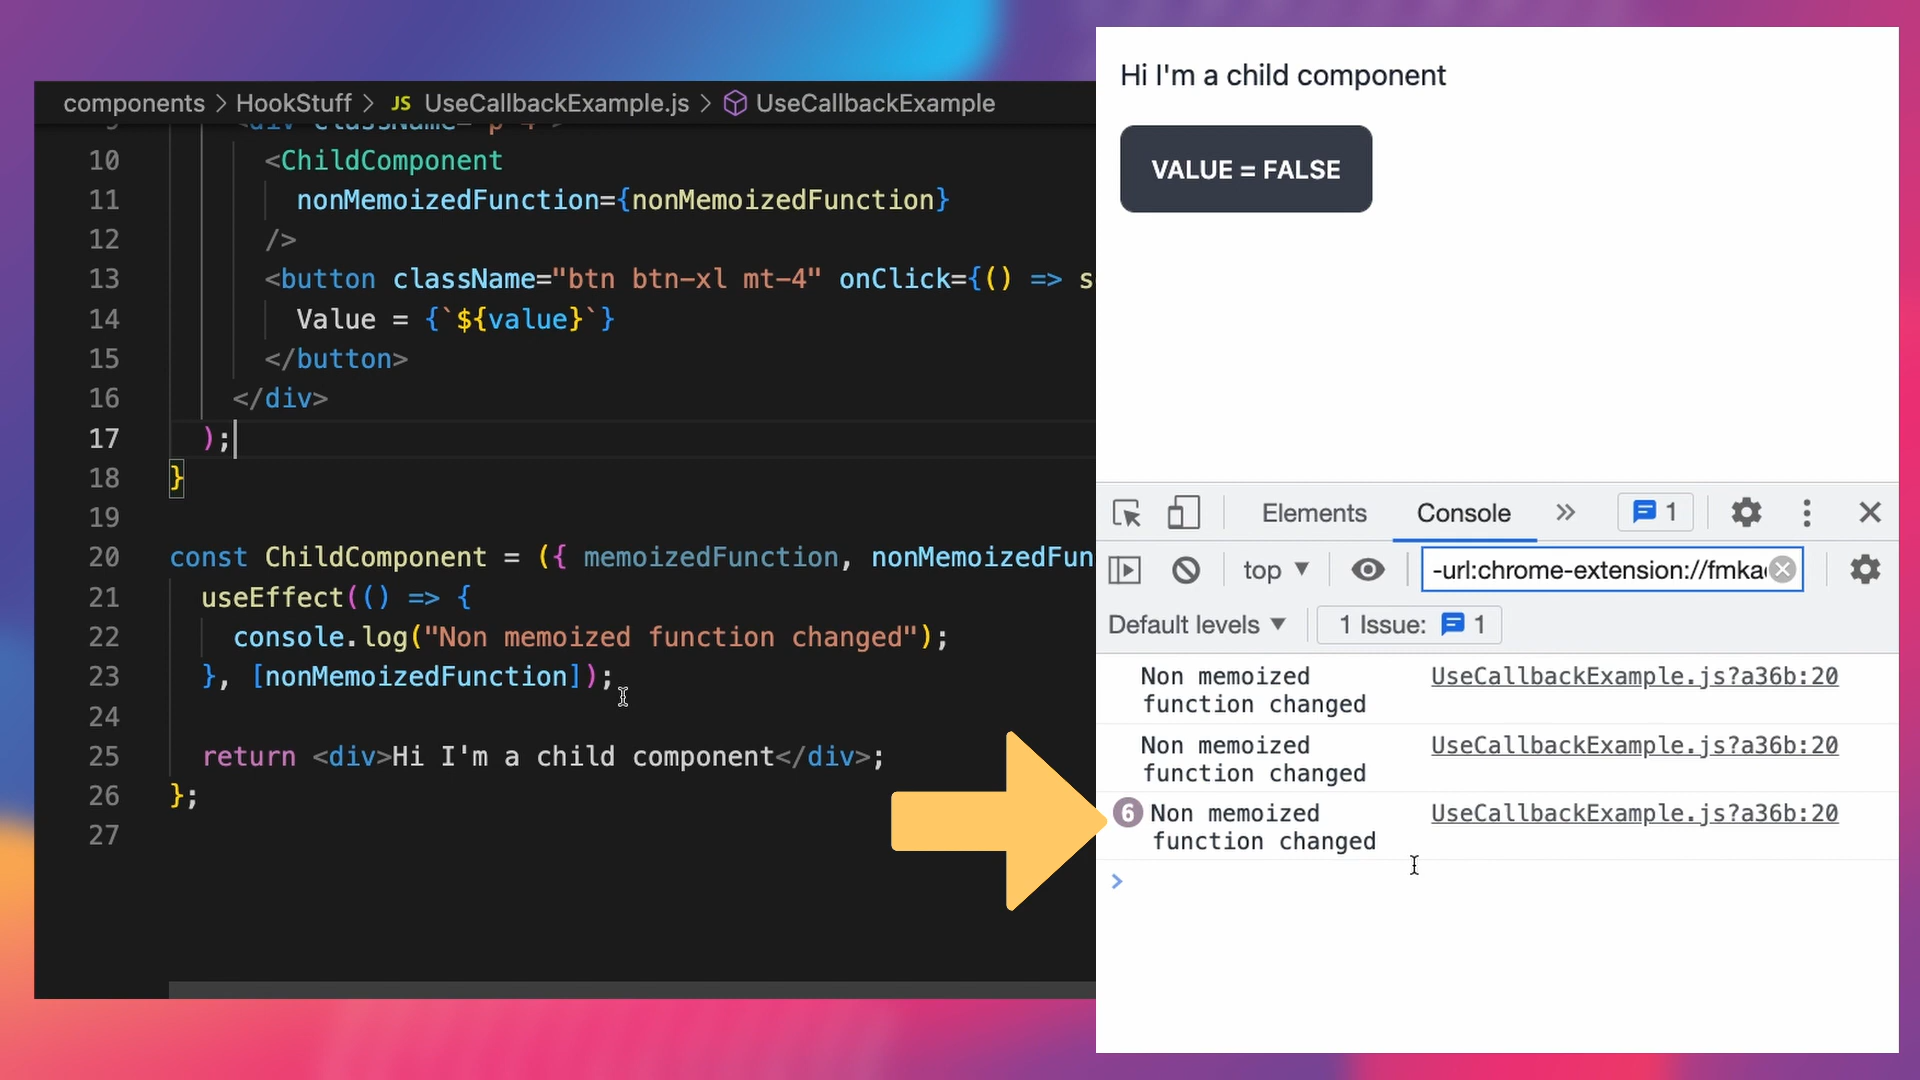 components > HookStuff > JS UseCallbackExample.js > UseCallbackExample
9 <div className="p-4">
10 <ChildComponent
11 nonMemoizedFunction={nonMemoizedFunction}
12 />
13 <button className="btn btn-xl mt-4" onClick={() => s
14 Value = {`${value}`}
15 </button>
16 </div>
17 );
18 }
19
20 const ChildComponent = ({ memoizedFunction, nonMemoizedFun
21 useEffect(() => {
22 console.log("Non memoized function changed");
23 }, [nonMemoizedFunction]);
24
25 return <div>Hi I'm a child component</div>;
26 };
27
Hi I'm a child component
VALUE = FALSE
Elements Console » 1
top ▼ -url:chrome-extension://fmka
Default levels ▼ 1 Issue: 1
Non memoized UseCallbackExample.js?a36b:20
function changed
Non memoized UseCallbackExample.js?a36b:20
function changed
6 Non memoized UseCallbackExample.js?a36b:20
function changed
>